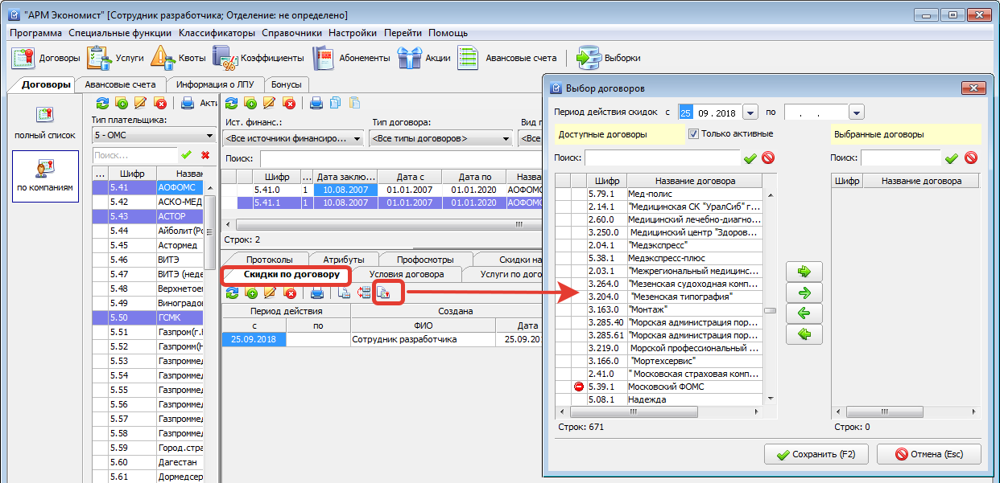 "АРМ Экономист" [Сотрудник разработчика; Отделение: не определено]
Программа Специальные функции Классификаторы Справочники Настройки Перейти Помощь
Договоры Услуги Квоты Коэффициенты Абонементы Акции Авансовые счета Выборки
Договоры Авансовые счета Информация о ЛПУ Бонусы
полный список
по компаниям
Акти
Тип плательщика:
5 - ОМС
Поиск...
... Шифр Назван
5.41 АОФОМС
5.42 АСКО-МЕД
5.43 АСТОР
5.44 Айболит(Ро
5.45 Астормед
5.46 ВИТЭ
5.47 ВИТЭ (неде
5.48 Верхнетоем
5.49 Виноградов
5.50 ГСМК
5.51 Газпром(г.
5.52 Газпромм(Н
5.53 Газпроммед
5.54 Газпроммед
5.55 Газпроммед
5.56 Газпроммед
5.57 Газпроммед
5.58 Газпроммед
5.59 Город.стра
5.60 Дагестан
5.61 Дормедсер
Ист. финанс.: Тип договора: Вид п
<Все источники финансиро... <Все типы договоров> <Все
Поиск:
Шифр ... Дата заклю... Дата с Дата по Назва
5.41.0 1 10.08.2007 01.01.2007 01.01.2020 АОФОМС
5.41.1 1 10.08.2007 01.01.2007 01.01.2020 АОФОМС
Строк: 2
Протоколы Атрибуты Профосмотры Скидки на
Скидки по договору Условия договора Услуги по дого
Период действия Создана
с по ФИО Дата
25.09.2018 Сотрудник разработчика 25.09.201
Выбор договоров
Период действия скидок с 25.09.2018 по . .
Доступные договоры Только активные Выбранные договоры
Поиск: Поиск:
Шифр Название договора
5.79.1 Мед-полис
2.14.1 "Медицинская СК "УралСиб" г...
2.60.0 Медицинский лечебно-диагно...
3.250.0 Медицинский центр "Здоров...
2.04.1 "Медэкспресс"
5.38.1 Медэкспресс-плюс
2.03.1 "Межрегиональный медицинс...
3.264.0 "Мезенская судоходная комп...
3.204.0 "Мезенская типография"
3.163.0 "Монтаж"
3.285.40 "Морская администрация пор...
3.285.61 "Морская администрация пор...
3.219.0 Морской профессиональный ...
3.166.0 "Мортехсервис"
2.41.0 " Московская страховая комп...
5.39.1 Московский ФОМС
5.08.1 Надежда
Строк: 671
Шифр Название договора
Строк: 0
Сохранить (F2) Отмена (Esc)